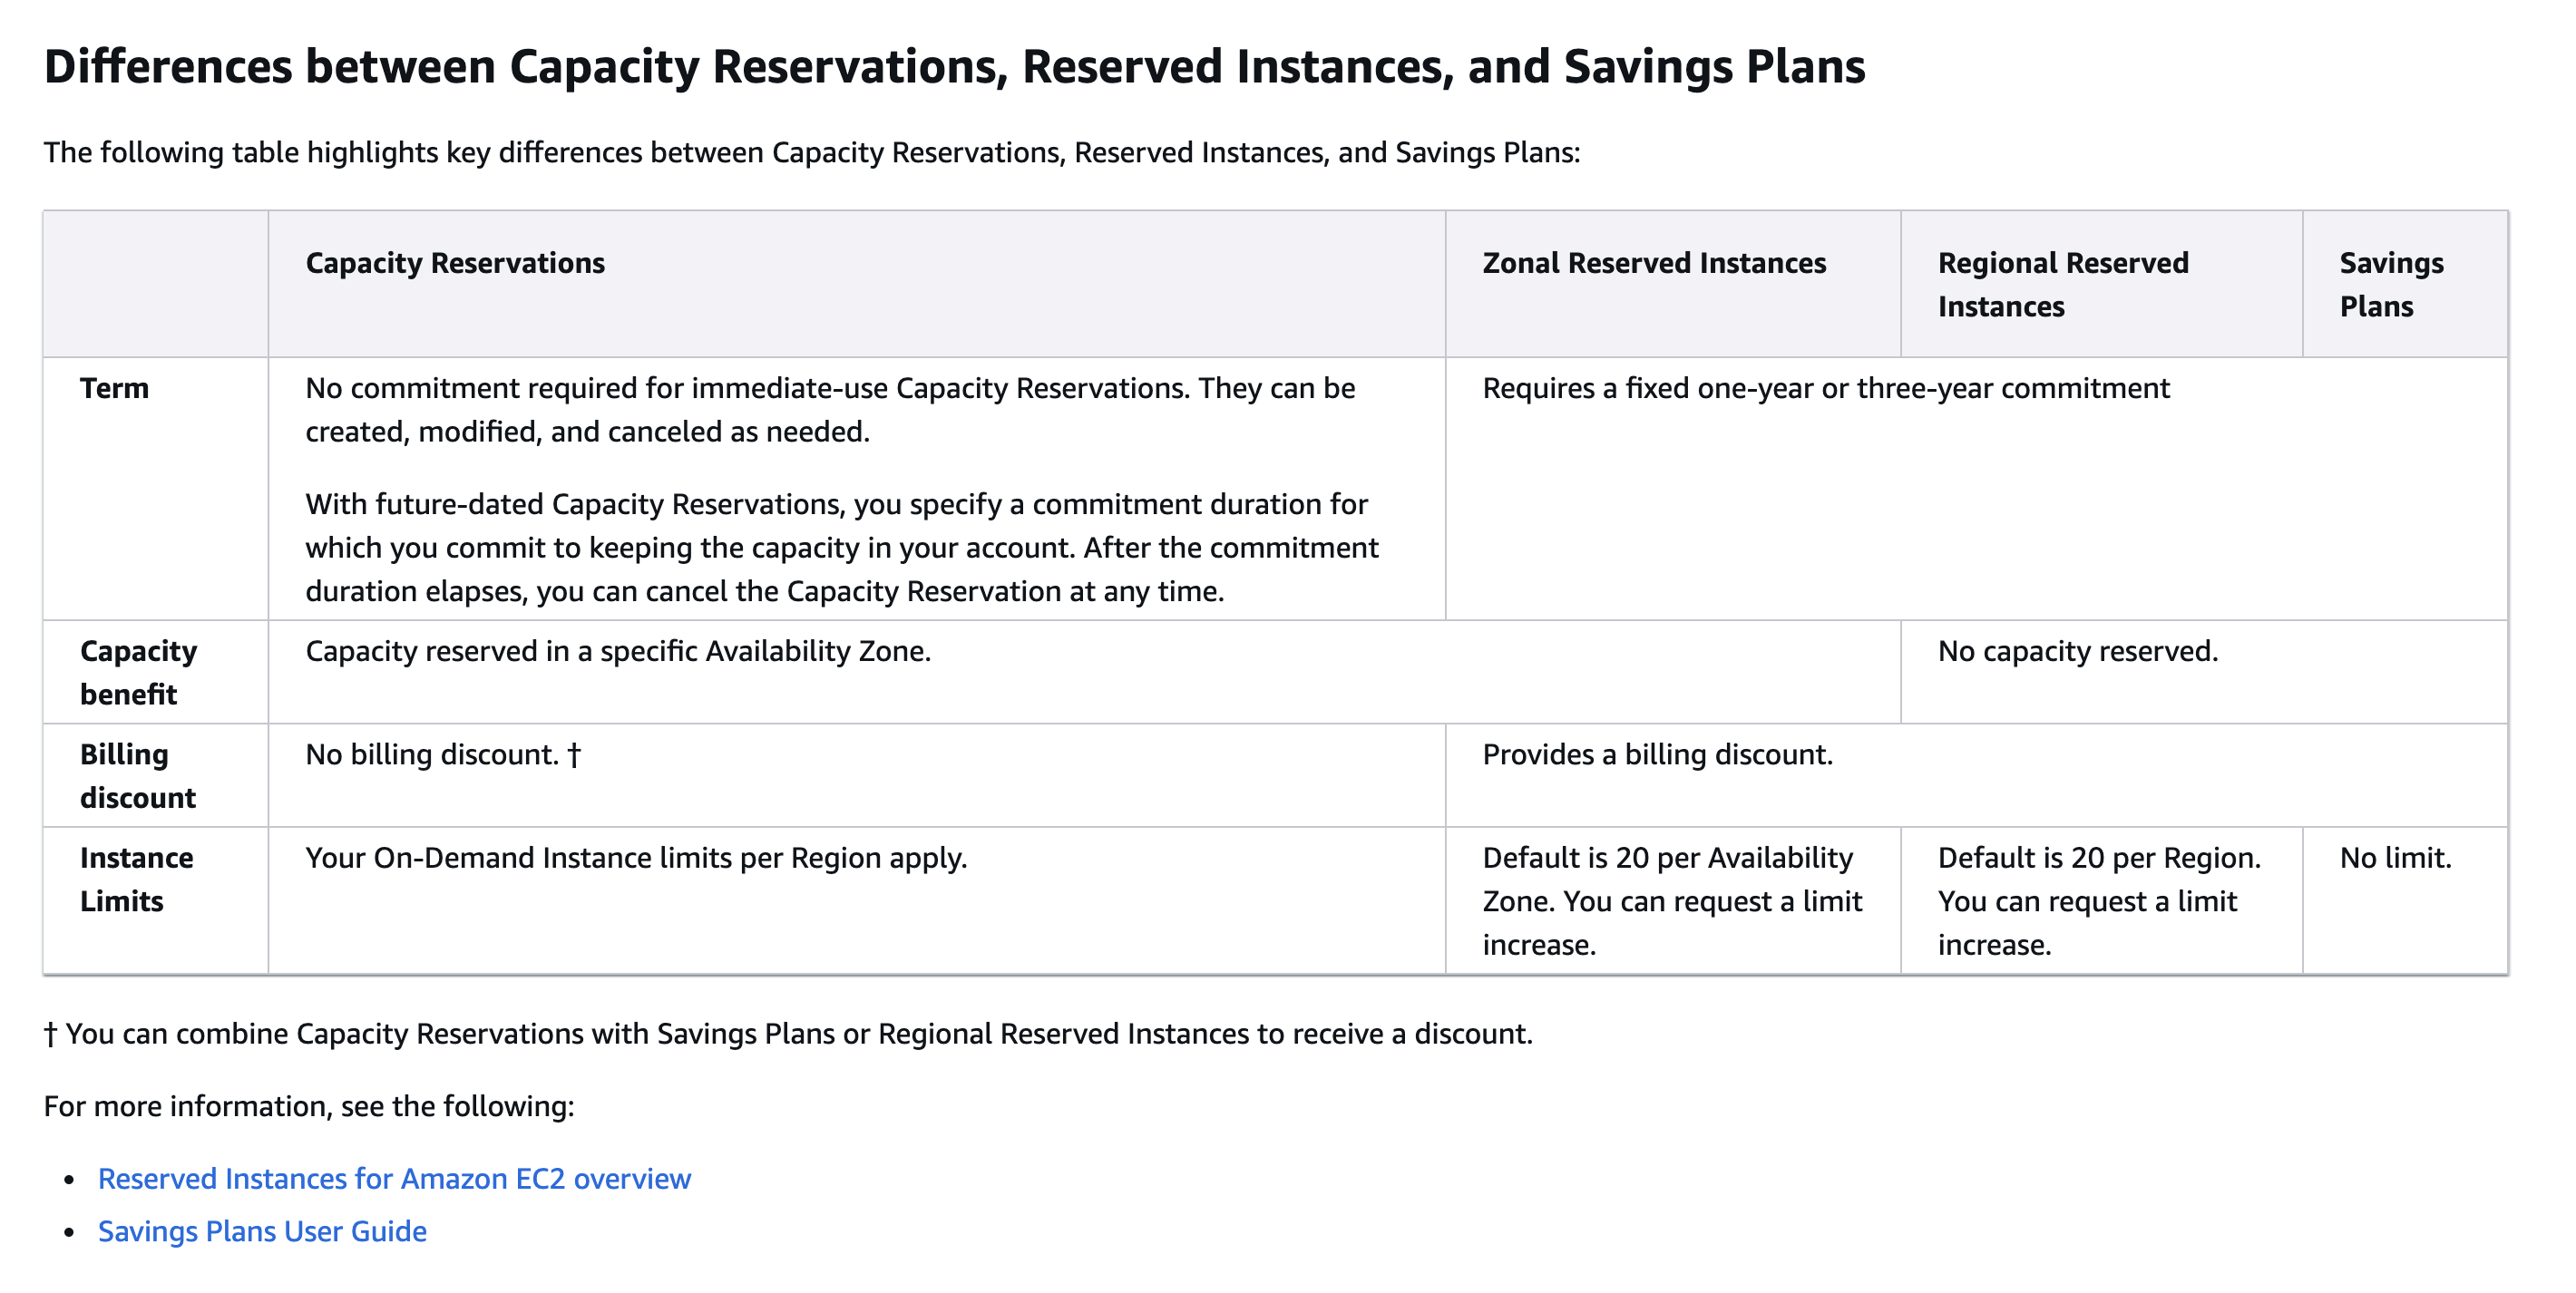 Differences between Capacity Reservations, Reserved Instances, and Savings Plans
The following table highlights key differences between Capacity Reservations, Reserved Instances, and Savings Plans:
Capacity Reservations
Zonal Reserved Instances
Regional Reserved
Instances
Savings
Plans
Term
No commitment required for immediate-use Capacity Reservations. They can be
created, modified, and canceled as needed.
With future-dated Capacity Reservations, you specify a commitment duration for
which you commit to keeping the capacity in your account. After the commitment
duration elapses, you can cancel the Capacity Reservation at any time.
Requires a fixed one-year or three-year commitment
Capacity
benefit
Capacity reserved in a specific Availability Zone.
No capacity reserved.
Billing
discount
No billing discount. †
Provides a billing discount.
Instance
Limits
Your On-Demand Instance limits per Region apply.
Default is 20 per Availability
Zone. You can request a limit
increase.
Default is 20 per Region.
You can request a limit
increase.
No limit.
† You can combine Capacity Reservations with Savings Plans or Regional Reserved Instances to receive a discount.
For more information, see the following:
• Reserved Instances for Amazon EC2 overview
• Savings Plans User Guide